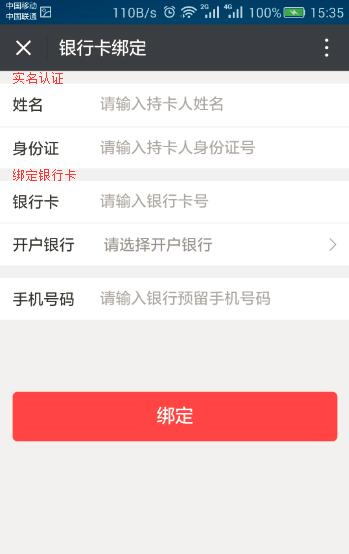 中国移动
中国联通
110B/s 2G 4G 100% 15:35
银行卡绑定
实名认证
姓名 请输入持卡人姓名
身份证 请输入持卡人身份证号
绑定银行卡
银行卡 请输入银行卡号
开户银行 请选择开户银行
手机号码 请输入银行预留手机号码
绑定